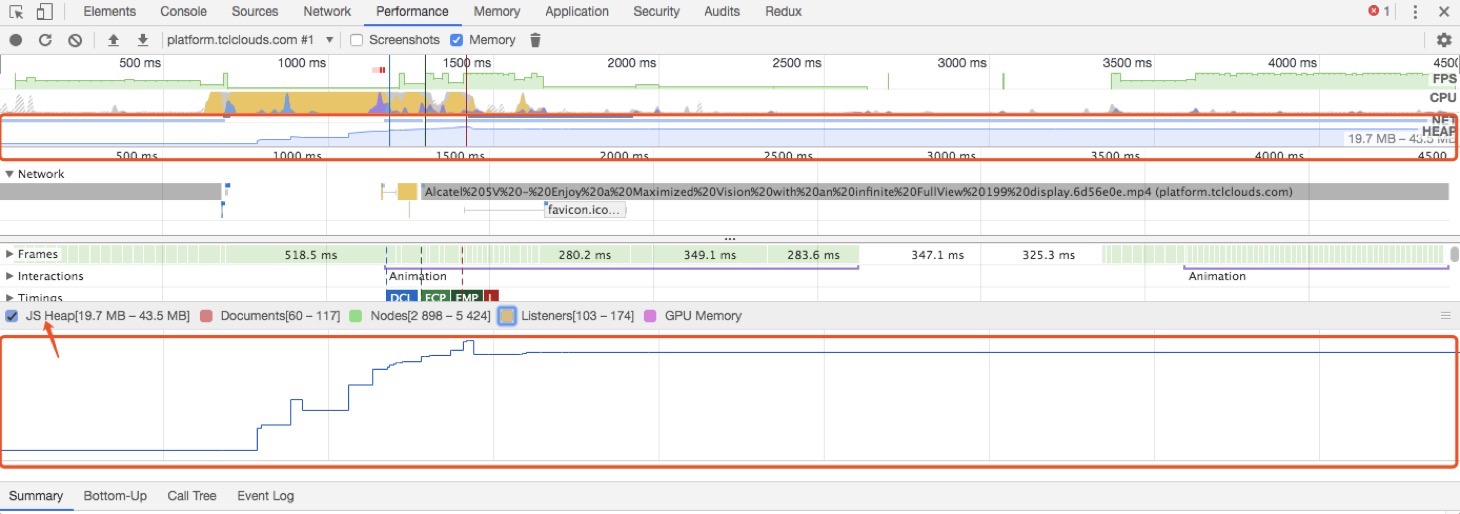 Elements Console Sources Network Performance Memory Application Security Audits Redux 1
platform.tclclouds.com #1 Screenshots Memory
500 ms 1000 ms 1500 ms 2000 ms 2500 ms 3000 ms 3500 ms 4000 ms 4500
FPS
CPU
NET
HEAP
19.7 MB – 43.5 MB
500 ms 1000 ms 1500 ms 2000 ms 2500 ms 3000 ms 3500 ms 4000 ms 4500
Network
Alcatel%205V%20-%20Enjoy%20a%20Maximized%20Vision%20with%20an%20infinite%20FullView%20199%20display.6d56e0e.mp4 (platform.tclclouds.com)
favicon.ico...
Frames 518.5 ms 280.2 ms 349.1 ms 283.6 ms 347.1 ms 325.3 ms
Interactions Animation Animation
Timings DCL FCP FMP L
JS Heap[19.7 MB – 43.5 MB] Documents[60 – 117] Nodes[2 898 – 5 424] Listeners[103 – 174] GPU Memory
Summary Bottom-Up Call Tree Event Log